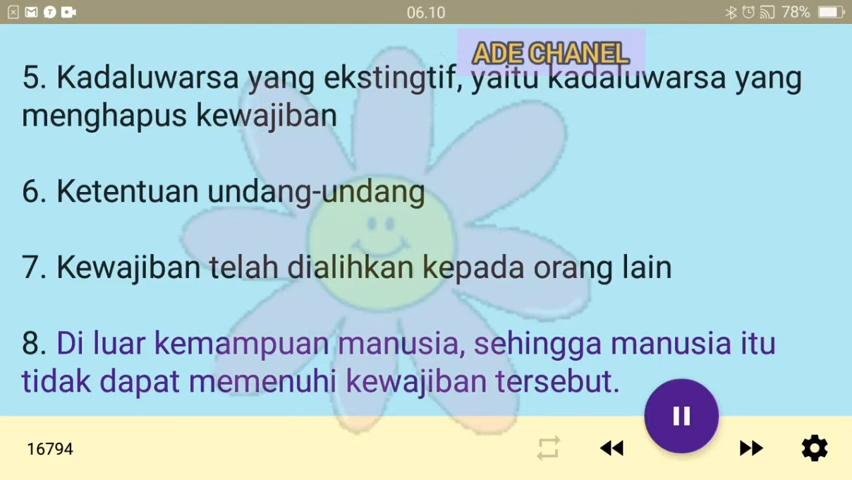 06.10
78%
ADE CHANEL
5. Kadaluwarsa yang ekstingtif, yaitu kadaluwarsa yang
menghapus kewajiban
6. Ketentuan undang-undang
7. Kewajiban telah dialihkan kepada orang lain
8. Di luar kemampuan manusia, sehingga manusia itu
tidak dapat memenuhi kewajiban tersebut.
16794